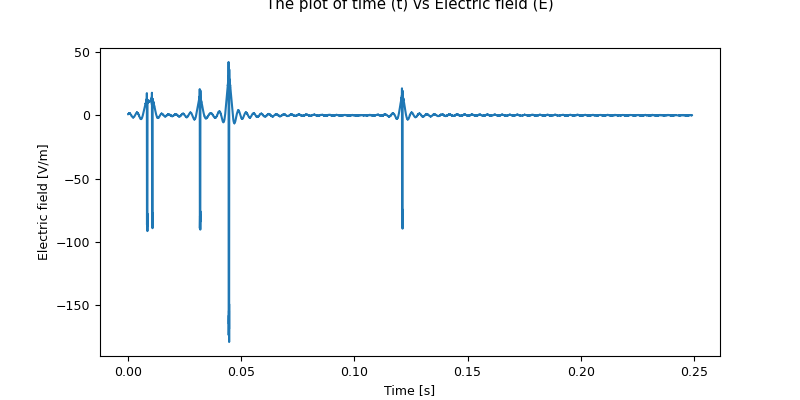 The plot of time (t) vs Electric field (E)
50
0
−50
−100
−150
Electric field [V/m]
0.00 0.05 0.10 0.15 0.20 0.25
Time [s]